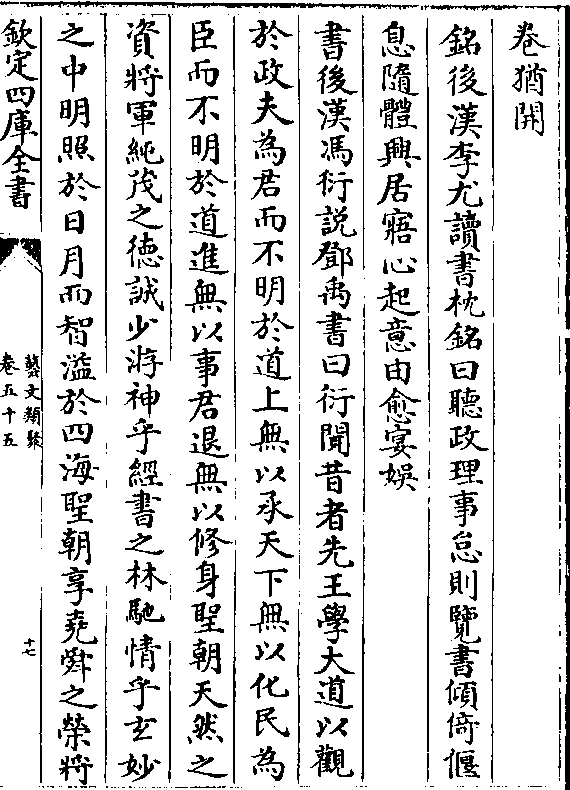 卷猶開
銘後漢李尤讀書枕銘曰聽政理事怠則覽書傾倚偃
息隨體興居寤心起意由愈宴娛
書後漢馮衍説鄧禹書曰衍聞昔者先王學大道以觀
於政夫為君而不明於道上無以承天下無以化民為
臣而不明於道進無以事君退無以修身聖朝天然之
資將軍純茂之徳誠少游神乎經書之林馳情乎玄妙
之中明照於日月而智溢於四海聖朝享堯舜之榮將
欽定四庫全書
藝文類聚
卷五十五
十七